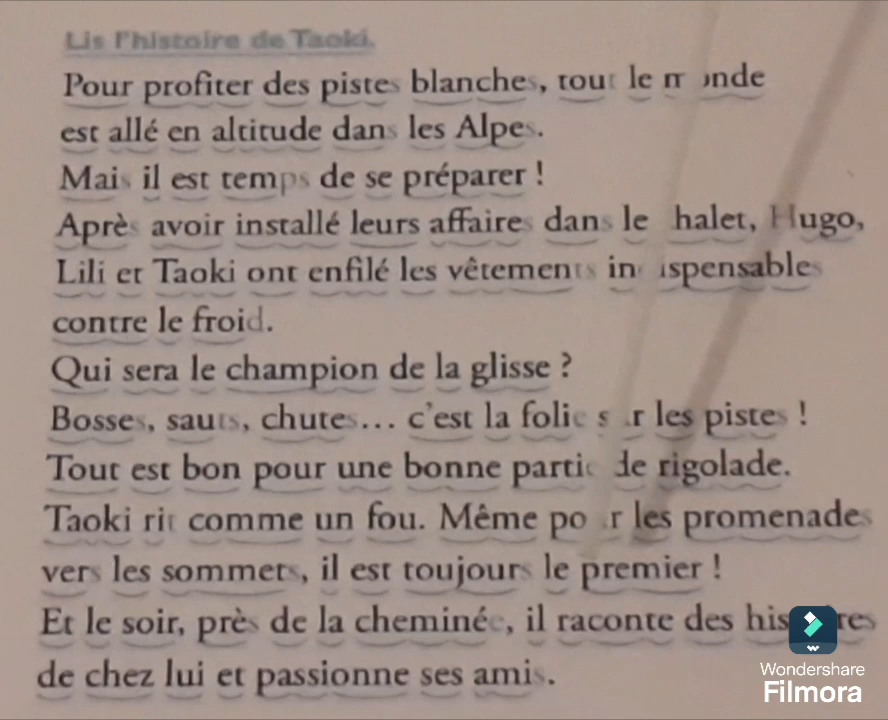 Lis l'histoire de Taoki.
Pour profiter des pistes blanches, tout le monde
est allé en altitude dans les Alpes.
Mais il est temps de se préparer !
Après avoir installé leurs affaires dans le chalet, Hugo,
Lili et Taoki ont enfilé les vêtements indispensables
contre le froid.
Qui sera le champion de la glisse ?
Bosses, sauts, chutes... c'est la folie sur les pistes !
Tout est bon pour une bonne partie de rigolade.
Taoki rit comme un fou. Même pour les promenades
vers les sommets, il est toujours le premier !
Et le soir, près de la cheminée, il raconte des histoires
de chez lui et passionne ses amis.
Wondershare
Filmora